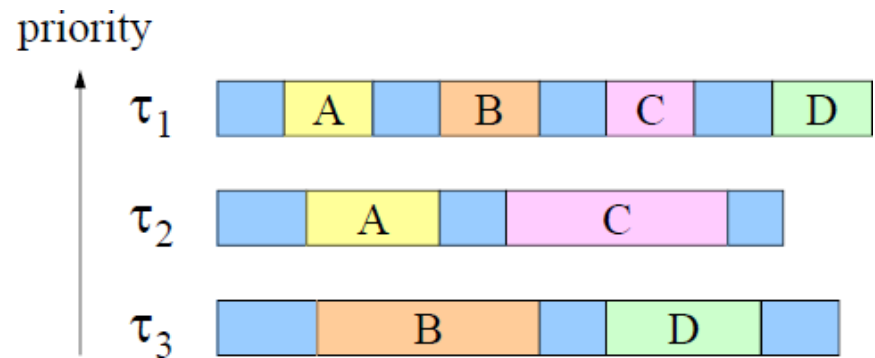 priority
τ1 A B C D
τ2 A C
τ3 B D